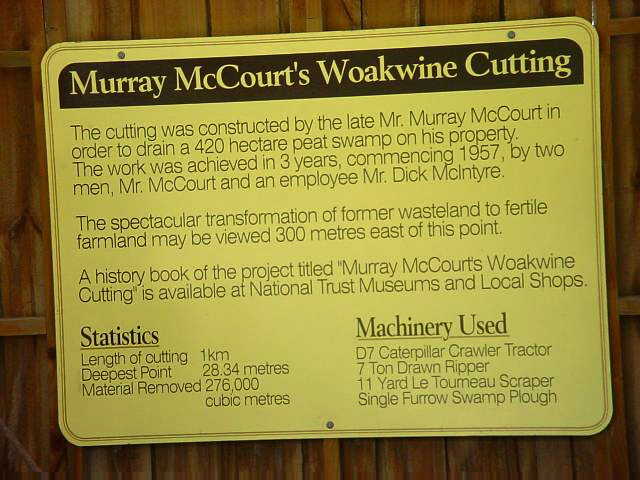 Murray McCourt's Woakwine Cutting
The cutting was constructed by the late Mr. Murray McCourt in
order to drain a 420 hectare peat swamp on his property.
The work was achieved in 3 years, commencing 1957, by two
men, Mr. McCourt and an employee Mr. Dick McIntyre.
The spectacular transformation of former wasteland to fertile
farmland may be viewed 300 metres east of this point.
A history book of the project titled "Murray McCourt's Woakwine
Cutting" is available at National Trust Museums and Local Shops.
Statistics
Length of cutting 1km
Deepest Point 28.34 metres
Material Removed 276,000
cubic metres
Machinery Used
D7 Caterpillar Crawler Tractor
7 Ton Drawn Ripper
11 Yard Le Tourneau Scraper
Single Furrow Swamp Plough